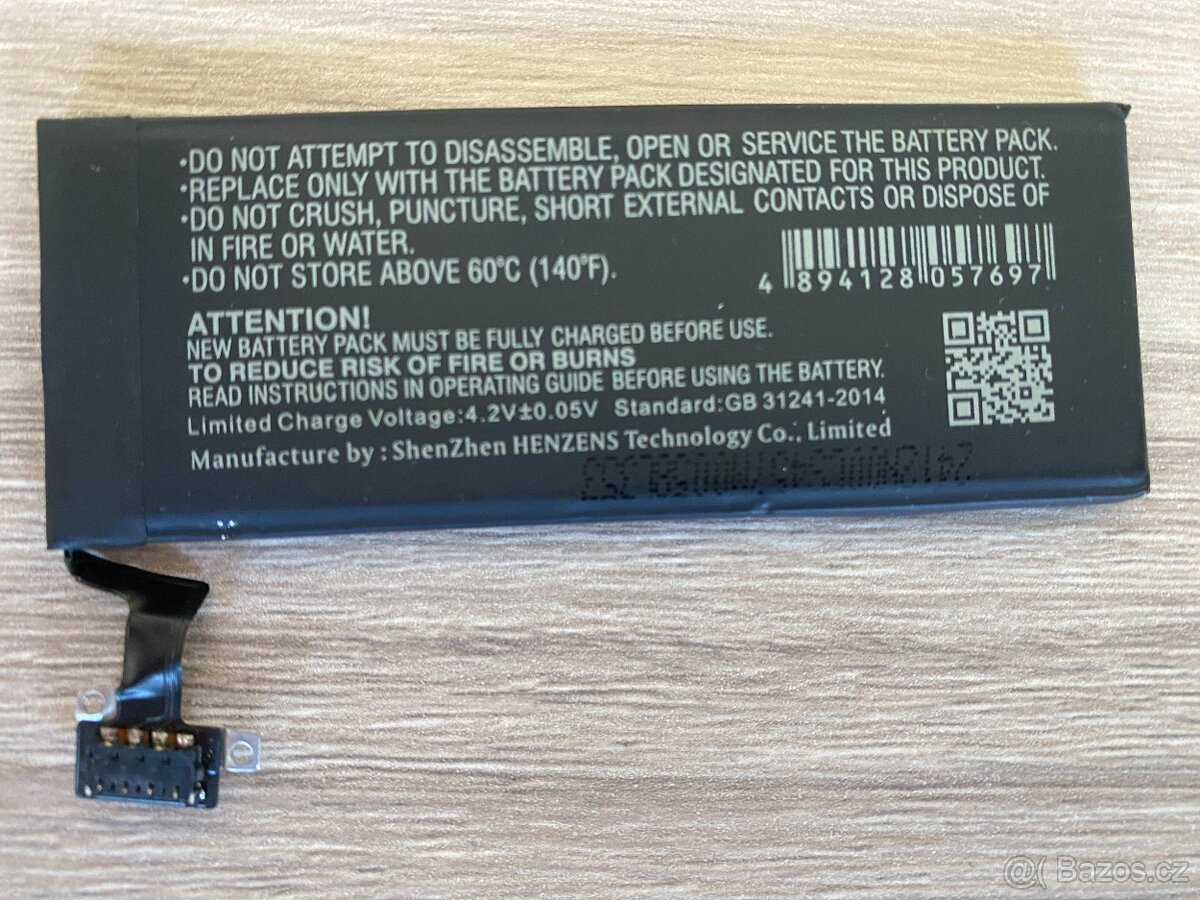 •DO NOT ATTEMPT TO DISASSEMBLE, OPEN OR SERVICE THE BATTERY PACK.
•REPLACE ONLY WITH THE BATTERY PACK DESIGNATED FOR THIS PRODUCT.
•DO NOT CRUSH, PUNCTURE, SHORT EXTERNAL CONTACTS OR DISPOSE OF
IN FIRE OR WATER.
•DO NOT STORE ABOVE 60°C (140°F).
4 894128 057697
ATTENTION!
NEW BATTERY PACK MUST BE FULLY CHARGED BEFORE USE.
TO REDUCE RISK OF FIRE OR BURNS
READ INSTRUCTIONS IN OPERATING GUIDE BEFORE USING THE BATTERY.
Limited Charge Voltage:4.2V±0.05V Standard:GB 31241-2014
Manufacture by : ShenZhen HENZENS Technology Co., Limited
@( Bazos.cz